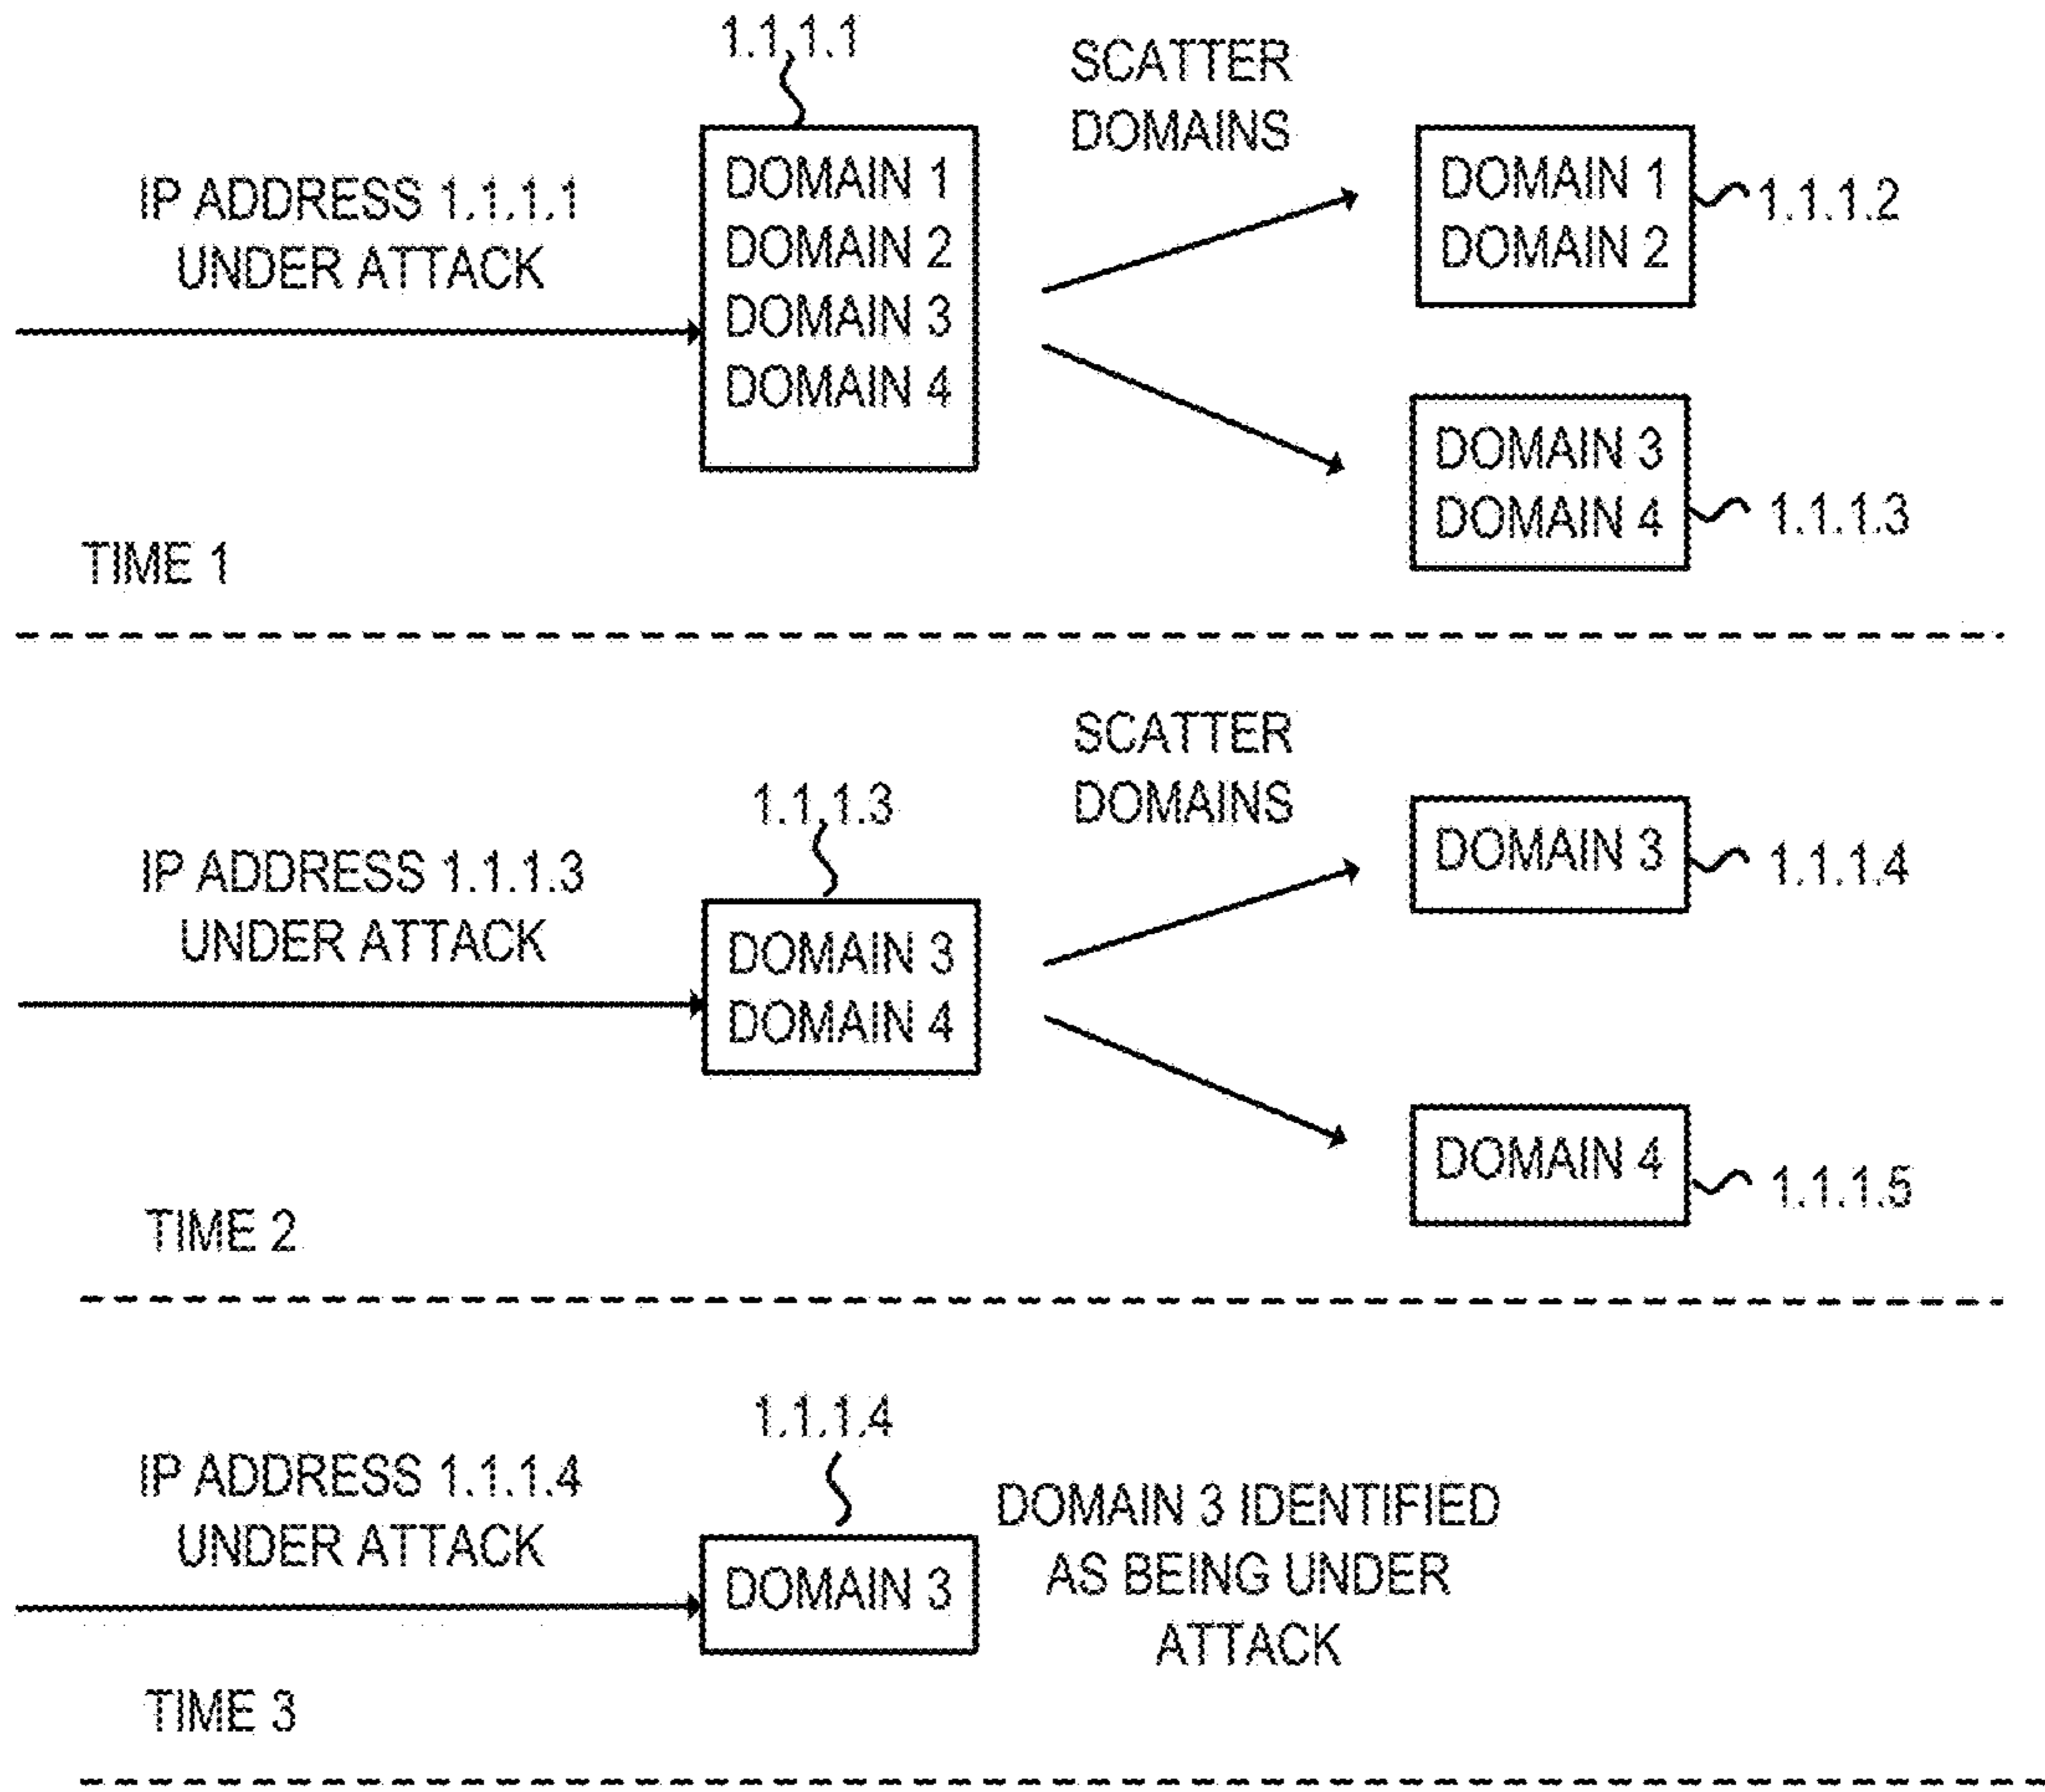 1.1.1.1
SCATTER
DOMAINS
IP ADDRESS 1.1.1.1
UNDER ATTACK
DOMAIN 1
DOMAIN 2
DOMAIN 3
DOMAIN 4
DOMAIN 1
DOMAIN 2
1.1.1.2
DOMAIN 3
DOMAIN 4
1.1.1.3
TIME 1
SCATTER
DOMAINS
1.1.1.3
IP ADDRESS 1.1.1.3
UNDER ATTACK
DOMAIN 3
DOMAIN 4
DOMAIN 3
1.1.1.4
DOMAIN 4
1.1.1.5
TIME 2
1.1.1.4
IP ADDRESS 1.1.1.4
UNDER ATTACK
DOMAIN 3
DOMAIN 3 IDENTIFIED
AS BEING UNDER
ATTACK
TIME 3